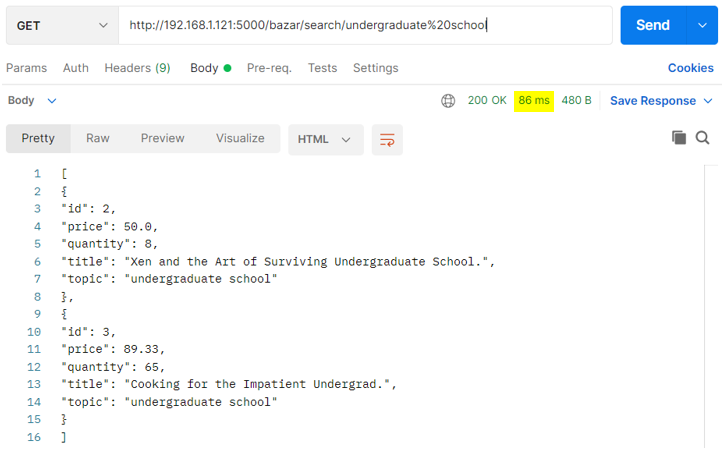 GET http://192.168.1.121:5000/bazar/search/undergraduate%20school Send
Params Auth Headers (9) Body Pre-req. Tests Settings Cookies
Body 200 OK 86 ms 480 B Save Response
Pretty Raw Preview Visualize HTML
1 [
2 {
3 "id": 2,
4 "price": 50.0,
5 "quantity": 8,
6 "title": "Xen and the Art of Surviving Undergraduate School.",
7 "topic": "undergraduate school"
8 },
9 {
10 "id": 3,
11 "price": 89.33,
12 "quantity": 65,
13 "title": "Cooking for the Impatient Undergrad.",
14 "topic": "undergraduate school"
15 }
16 ]